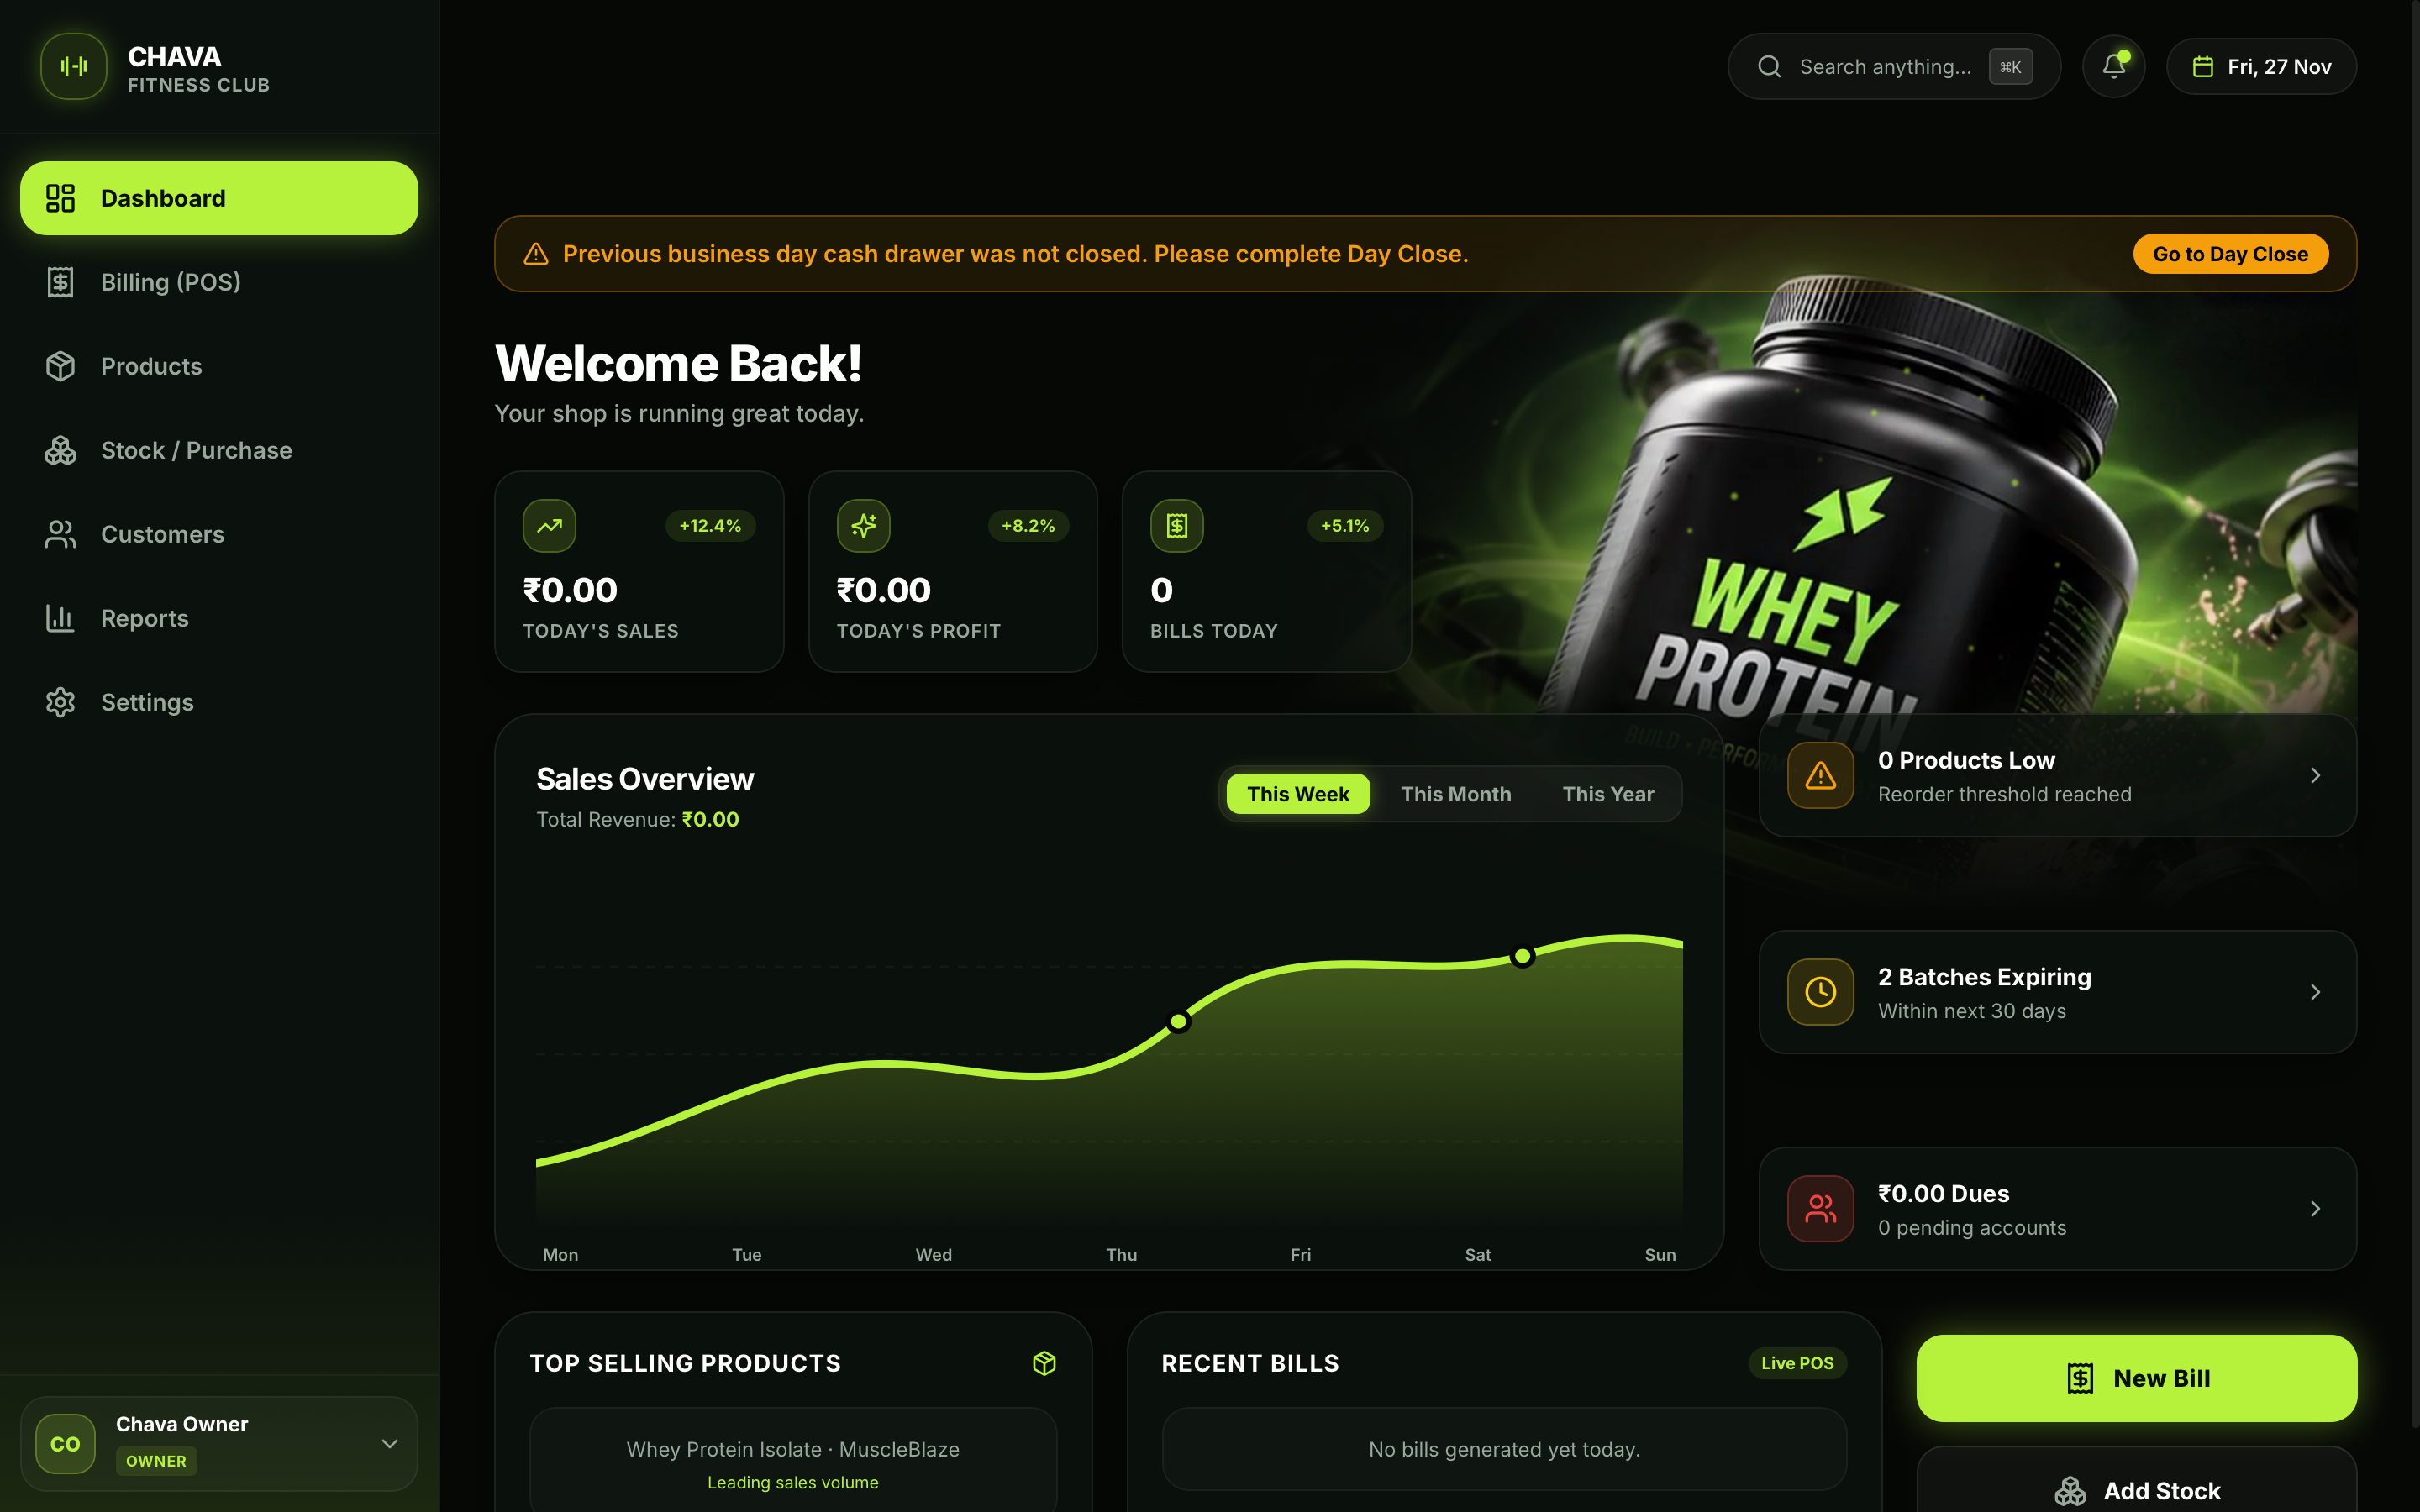 CHAVA
FITNESS CLUB
Search anything...
⌘K
Fri, 27 Nov
Dashboard
Billing (POS)
Products
Stock / Purchase
Customers
Reports
Settings
Previous business day cash drawer was not closed. Please complete Day Close.
Go to Day Close
Welcome Back!
Your shop is running great today.
+12.4%
₹0.00
TODAY'S SALES
+8.2%
₹0.00
TODAY'S PROFIT
+5.1%
0
BILLS TODAY
WHEY
PROTEIN
Sales Overview
Total Revenue: ₹0.00
This Week
This Month
This Year
Mon
Tue
Wed
Thu
Fri
Sat
Sun
0 Products Low
Reorder threshold reached
2 Batches Expiring
Within next 30 days
₹0.00 Dues
0 pending accounts
TOP SELLING PRODUCTS
Whey Protein Isolate · MuscleBlaze
Leading sales volume
RECENT BILLS
Live POS
No bills generated yet today.
New Bill
Add Stock
CO
Chava Owner
OWNER